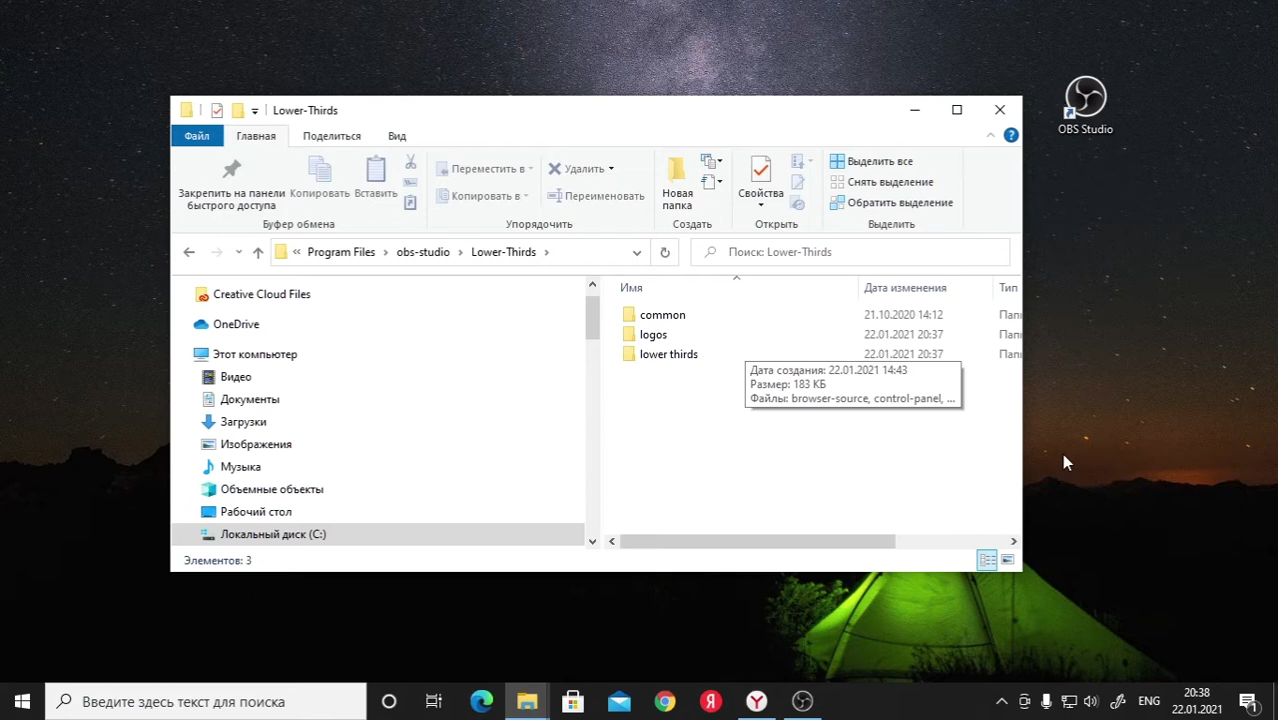 Lower-Thirds
OBS Studio
Файл Главная Поделиться Вид
Закрепить на панели быстрого доступа
Копировать
Вставить
Переместить в
Копировать в
Удалить
Переименовать
Новая папка
Свойства
Выделить все
Снять выделение
Обратить выделение
Буфер обмена Упорядочить Создать Открыть Выделить
« Program Files › obs-studio › Lower-Thirds ›
Поиск: Lower-Thirds
Creative Cloud Files
OneDrive
Этот компьютер
Видео
Документы
Загрузки
Изображения
Музыка
Объемные объекты
Рабочий стол
Локальный диск (C:)
Имя Дата изменения Тип
common 21.10.2020 14:12 Папк
logos 22.01.2021 20:37 Папк
lower thirds 22.01.2021 20:37 Папк
Дата создания: 22.01.2021 14:43
Размер: 183 КБ
Файлы: browser-source, control-panel, ...
Элементов: 3
Введите здесь текст для поиска
ENG
20:38
22.01.2021
1